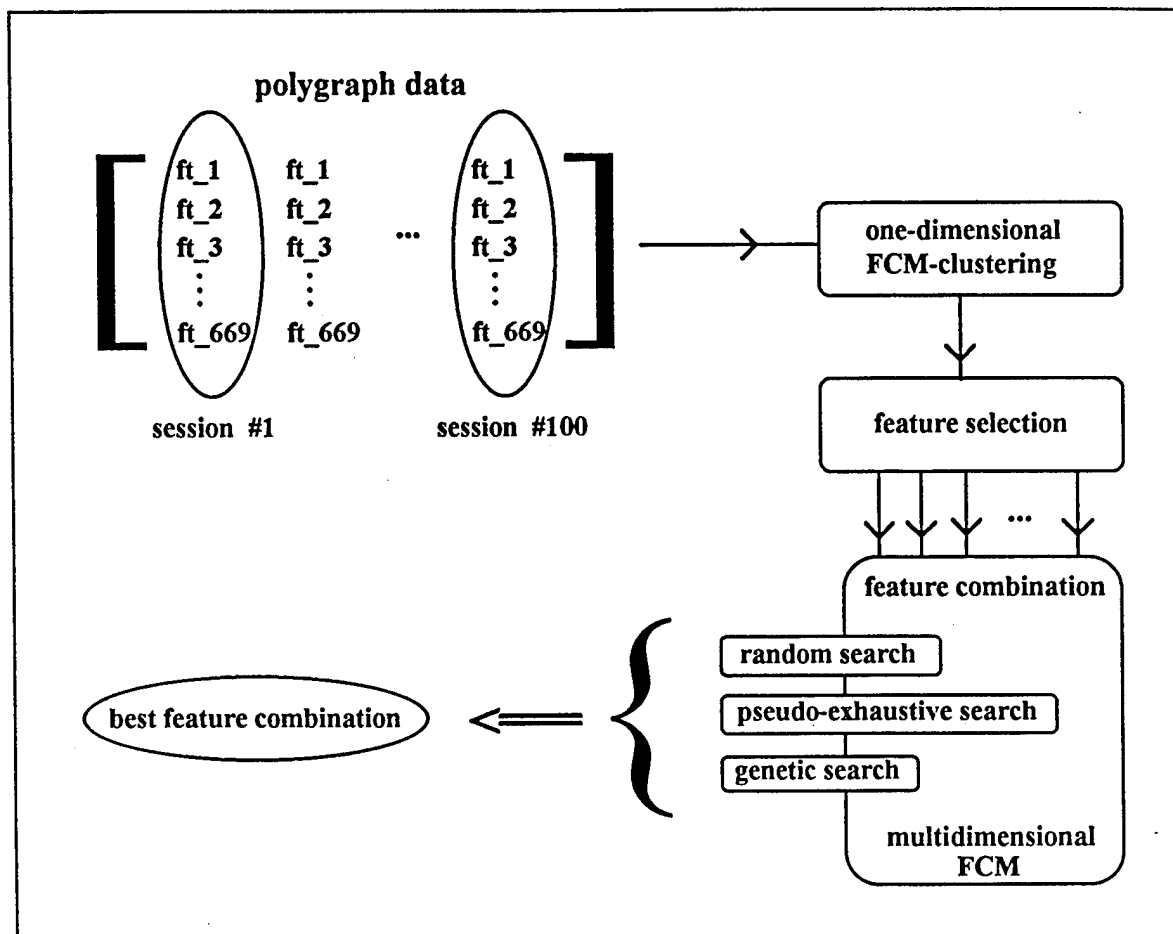 polygraph data
ft_1 ft_1 ft_1
ft_2 ft_2 ft_2
ft_3 ft_3 ... ft_3
ft_669 ft_669 ft_669
session #1 session #100
one-dimensional
FCM-clustering
feature selection
...
feature combination
random search
pseudo-exhaustive search
genetic search
multidimensional
FCM
best feature combination